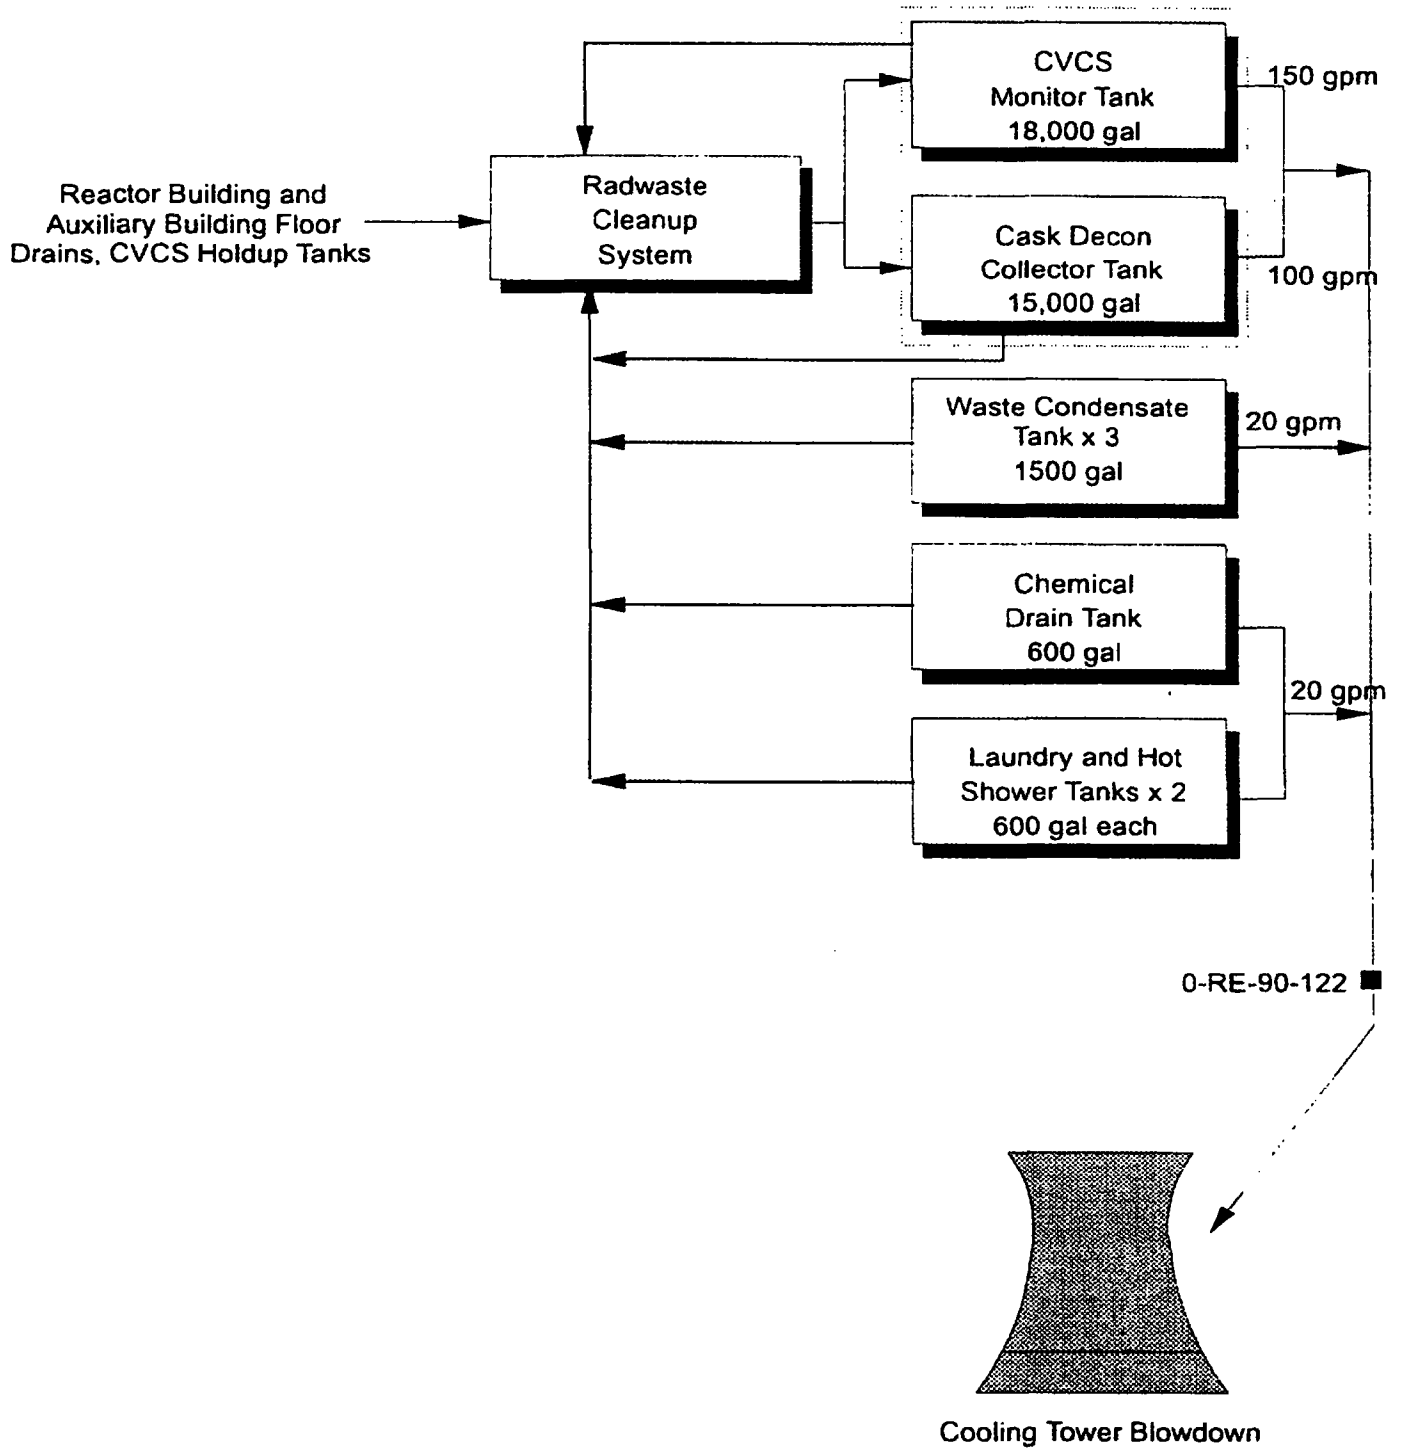 CVCS
Monitor Tank
18,000 gal
150 gpm
Reactor Building and
Auxiliary Building Floor
Drains, CVCS Holdup Tanks
Radwaste
Cleanup
System
Cask Decon
Collector Tank
15,000 gal
100 gpm
Waste Condensate
Tank x 3
1500 gal
20 gpm
Chemical
Drain Tank
600 gal
20 gpm
Laundry and Hot
Shower Tanks x 2
600 gal each
0-RE-90-122
Cooling Tower Blowdown